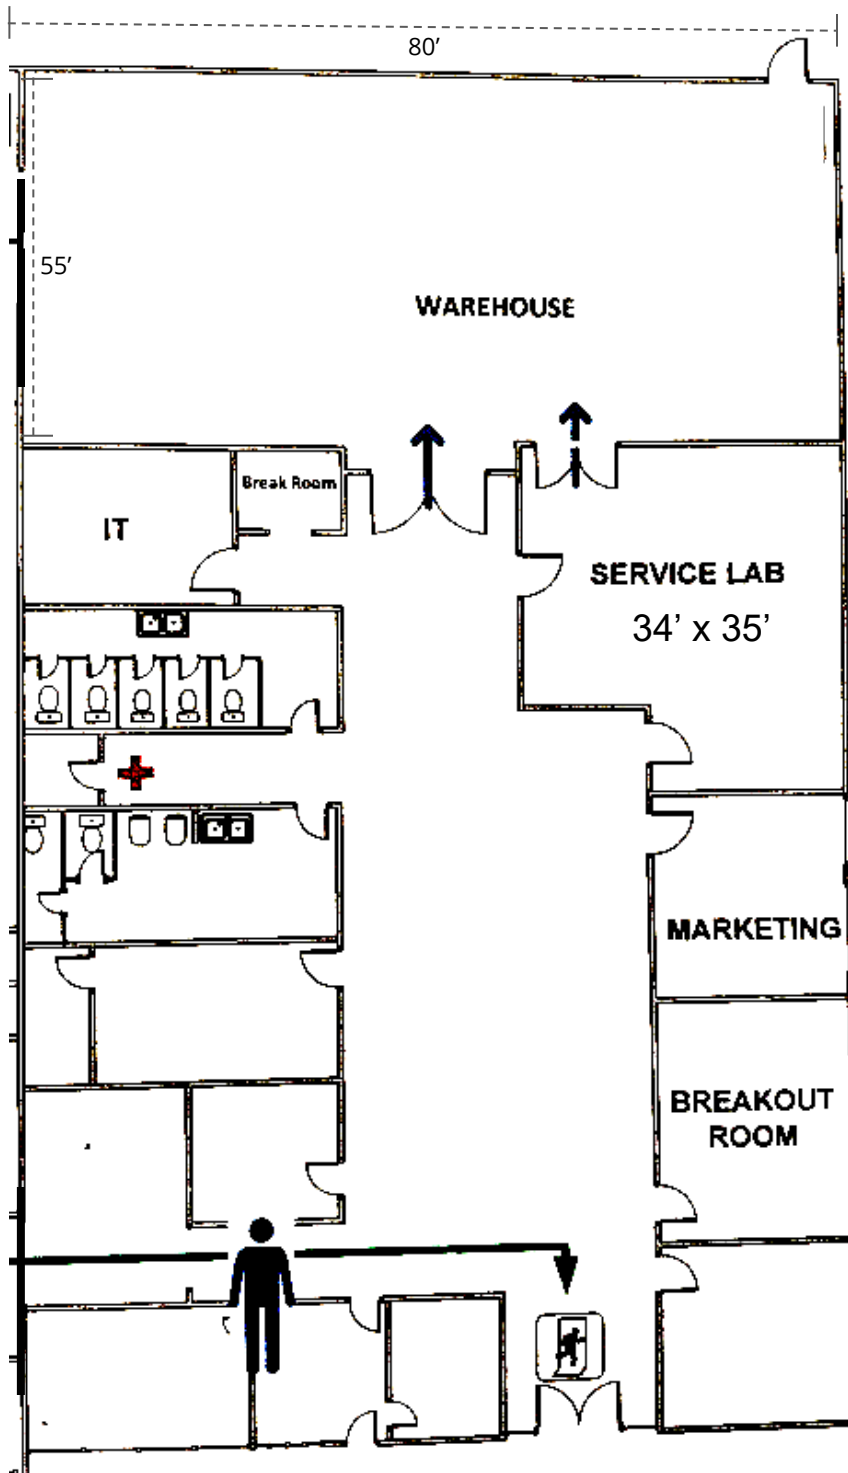 80’
55’
WAREHOUSE
Break Room
IT
SERVICE LAB
34’ x 35’
MARKETING
BREAKOUT
ROOM